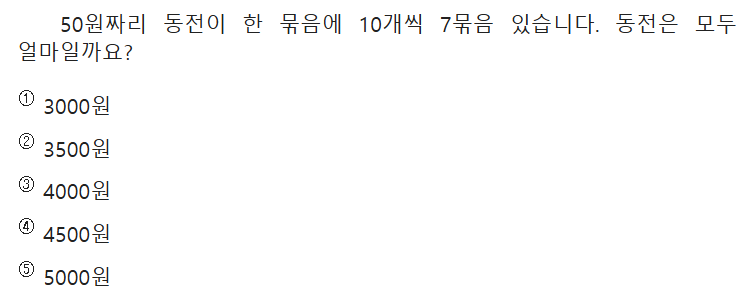 50원짜리 동전이 한 묶음에 10개씩 7묶음 있습니다. 동전은 모두
얼마일까요?
① 3000원
② 3500원
③ 4000원
④ 4500원
⑤ 5000원